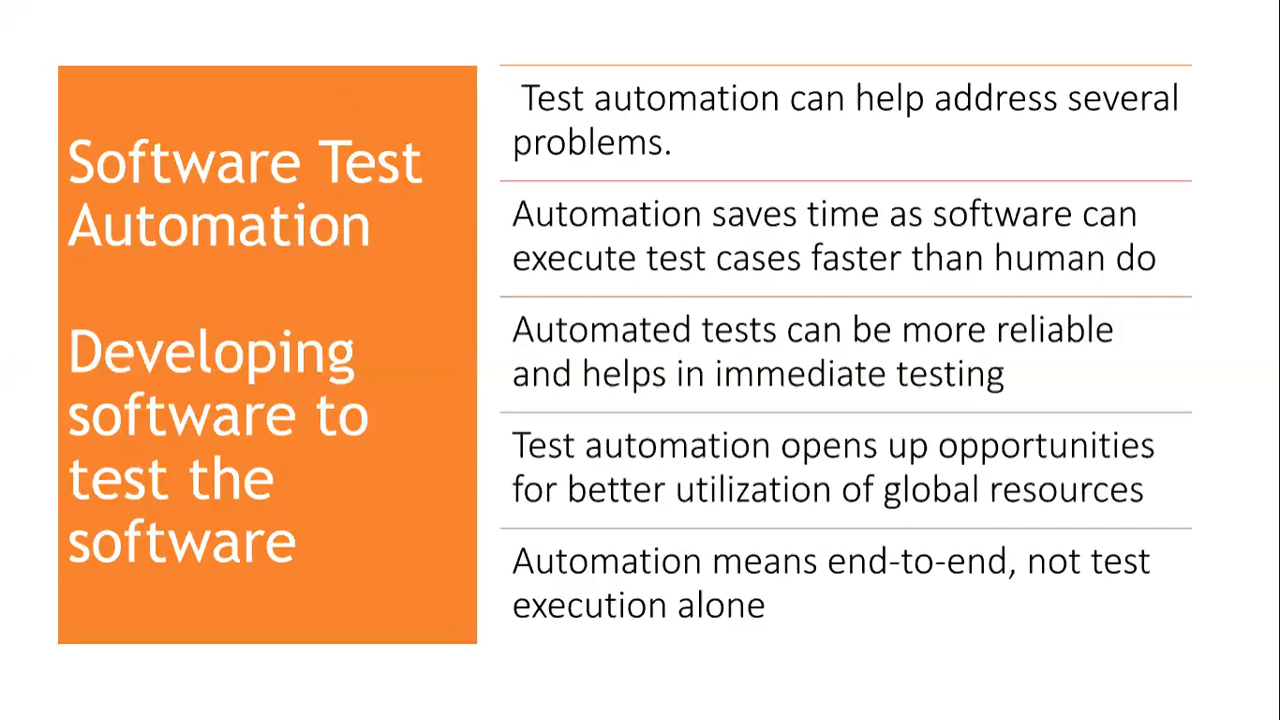 Software Test
Automation
Developing
software to
test the
software
Test automation can help address several
problems.
Automation saves time as software can
execute test cases faster than human do
Automated tests can be more reliable
and helps in immediate testing
Test automation opens up opportunities
for better utilization of global resources
Automation means end-to-end, not test
execution alone